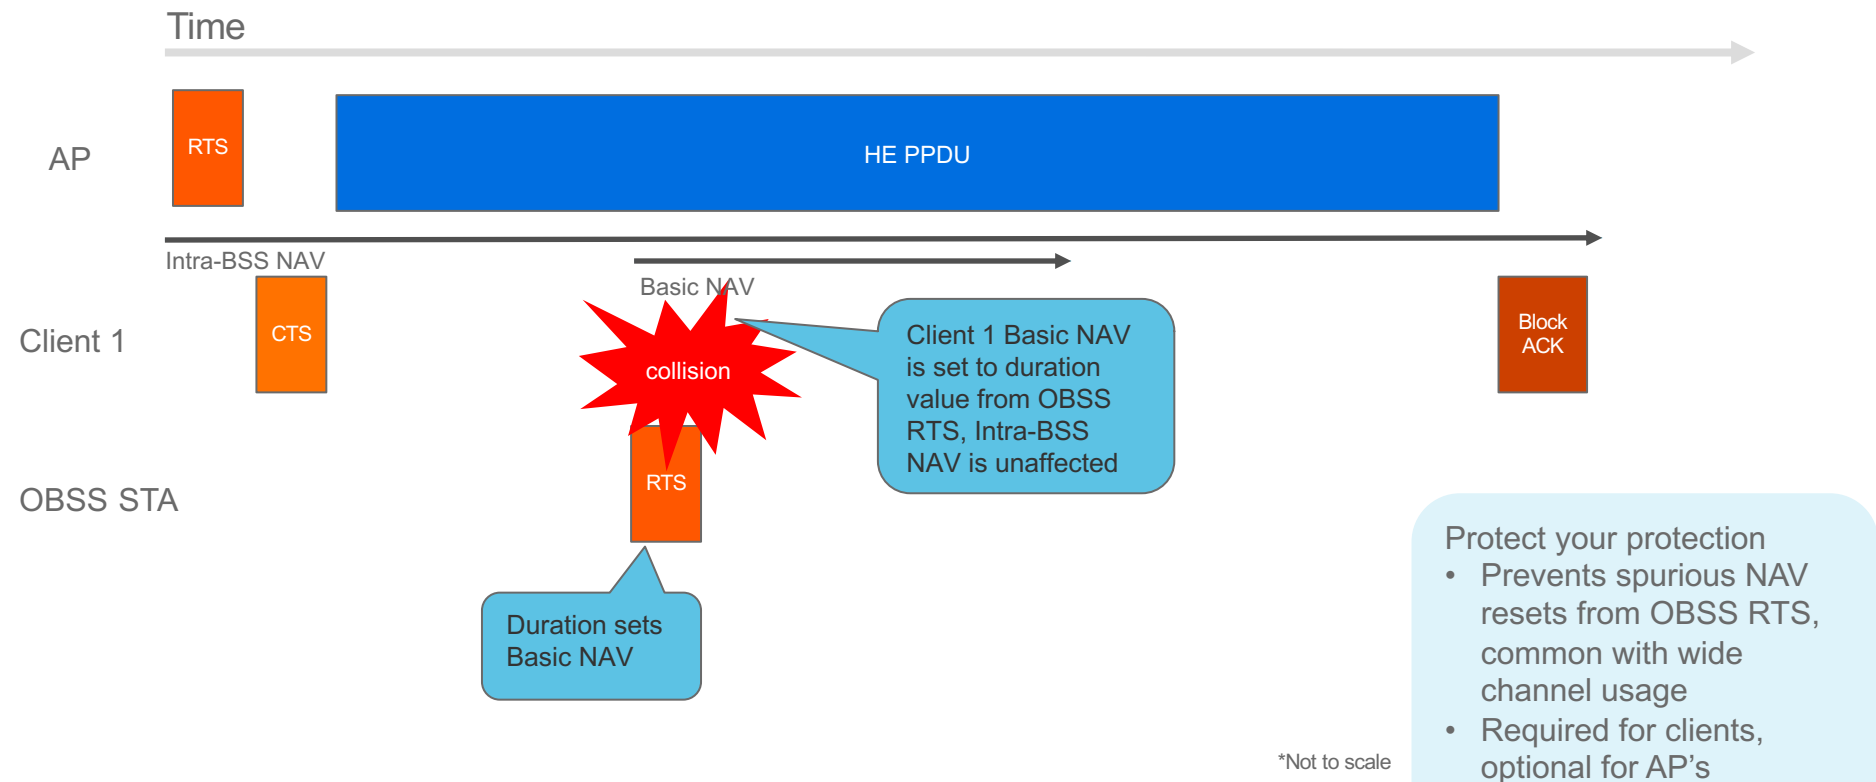 Time
AP
RTS
HE PPDU
Intra-BSS NAV
Basic NAV
Client 1
CTS
collision
Client 1 Basic NAV
is set to duration
value from OBSS
RTS, Intra-BSS
NAV is unaffected
Block
ACK
OBSS STA
RTS
Duration sets
Basic NAV
Protect your protection
• Prevents spurious NAV
resets from OBSS RTS,
common with wide
channel usage
• Required for clients,
optional for AP's
*Not to scale